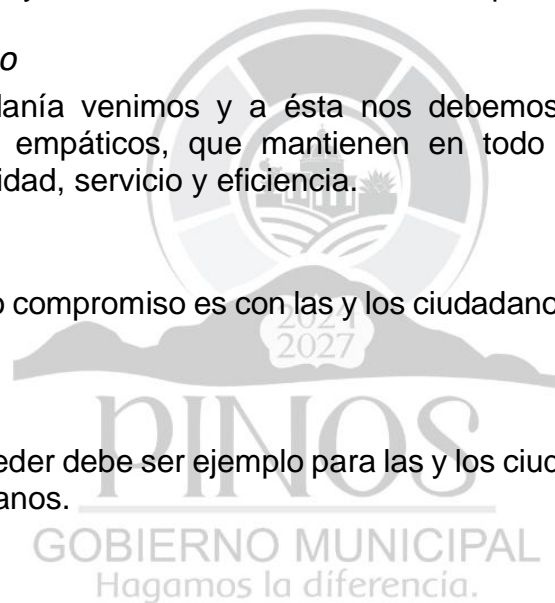 o
lanía venimos y a ésta nos debemos
empáticos, que mantienen en todo
idad, servicio y eficiencia.
o compromiso es con las y los ciudadano
2024
2027
PINOS
eder debe ser ejemplo para las y los ciud
anos.
GOBIERNO MUNICIPAL
Hagamos la diferencia.